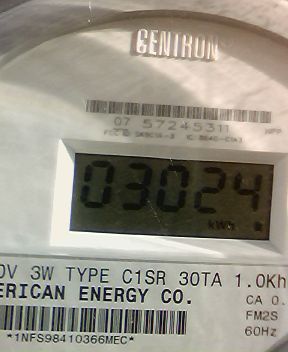 CENTRON
07 57245311
03024
kWh
0V 3W TYPE C1SR 30TA 1.0Kh
ERICAN ENERGY CO.
CA 0.
FM2S
60Hz
*1NFS98410366MEC*